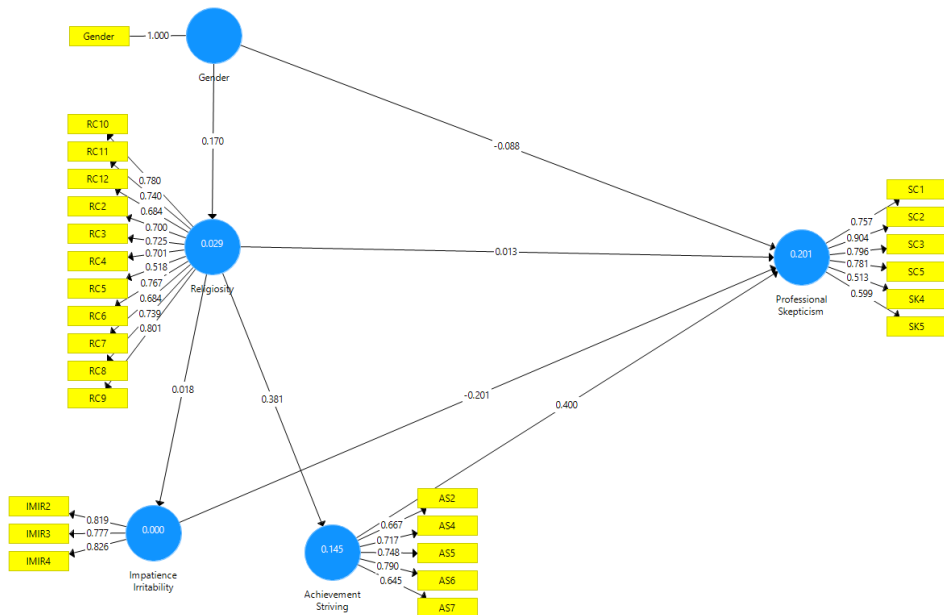 Gender
1.000
Gender
0.170
-0.088
RC10
RC11
RC12
RC2
RC3
RC4
RC5
RC6
RC7
RC8
RC9
0.780
0.740
0.684
0.700
0.725
0.701
0.518
0.767
0.684
0.739
0.801
0.029
Religiosity
0.013
0.201
Professional
Skepticism
0.757
0.904
0.796
0.781
0.513
0.599
SC1
SC2
SC3
SC5
SK4
SK5
0.018
0.381
-0.201
0.400
IMIR2
IMIR3
IMIR4
0.819
0.777
0.826
0.000
Impatience
Irritability
0.145
Achievement
Striving
0.667
0.717
0.748
0.790
0.645
AS2
AS4
AS5
AS6
AS7